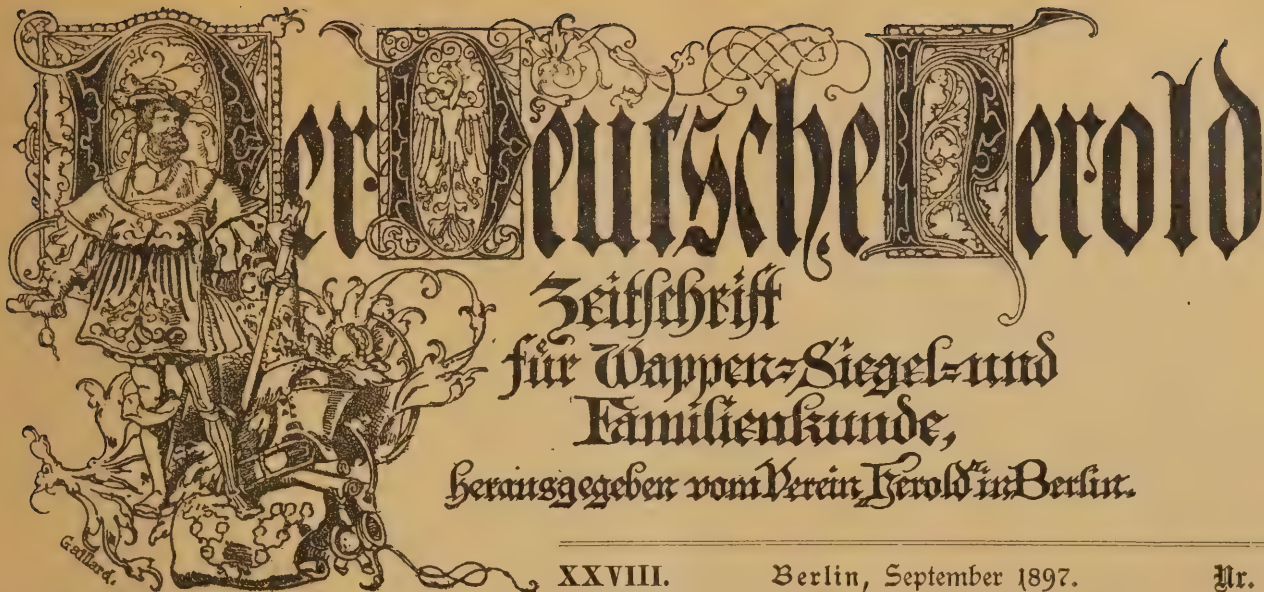 Der Deutsche Herold
Zeitschrift
für Wappen-Siegel-und
Familienkunde,
herausgegeben vom Verein „Herold" in Berlin.
Gaillard.
XXVIII. Berlin, September 1897. Nr.